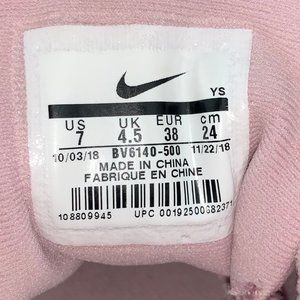 YS
US UK EUR cm
7 4.5 38 24
10/03/18 BV6140-500 11/22/18
MADE IN CHINA
FABRIQUE EN CHINE
108809945 UPC